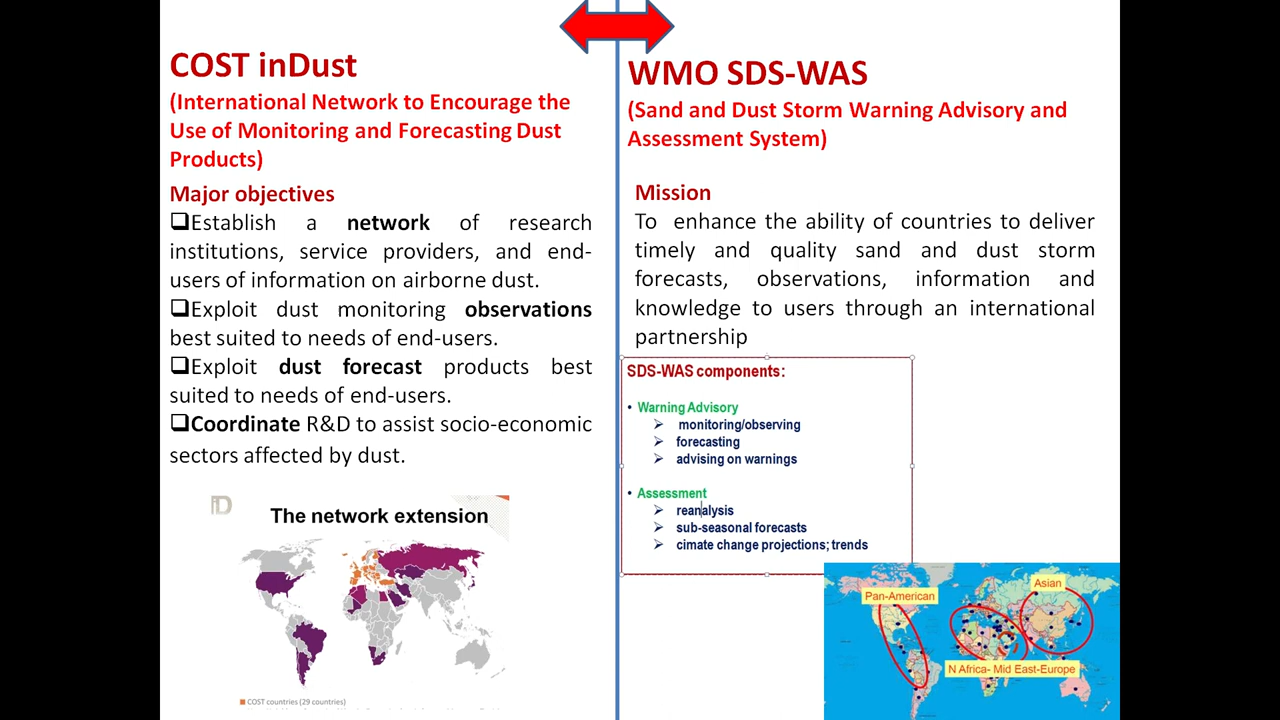 COST inDust
(International Network to Encourage the
Use of Monitoring and Forecasting Dust
Products)
Major objectives
❑Establish a network of research
institutions, service providers, and end-
users of information on airborne dust.
❑Exploit dust monitoring observations
best suited to needs of end-users.
❑Exploit dust forecast products best
suited to needs of end-users.
❑Coordinate R&D to assist socio-economic
sectors affected by dust.
iD
The network extension
COST countries (29 countries)
WMO SDS-WAS
(Sand and Dust Storm Warning Advisory and
Assessment System)
Mission
To enhance the ability of countries to deliver
timely and quality sand and dust storm
forecasts, observations, information and
knowledge to users through an international
partnership
SDS-WAS components:
• Warning Advisory
➢ monitoring/observing
➢ forecasting
➢ advising on warnings
• Assessment
➢ reanalysis
➢ sub-seasonal forecasts
➢ cimate change projections; trends
Pan-American
Asian
N Africa- Mid East-Europe